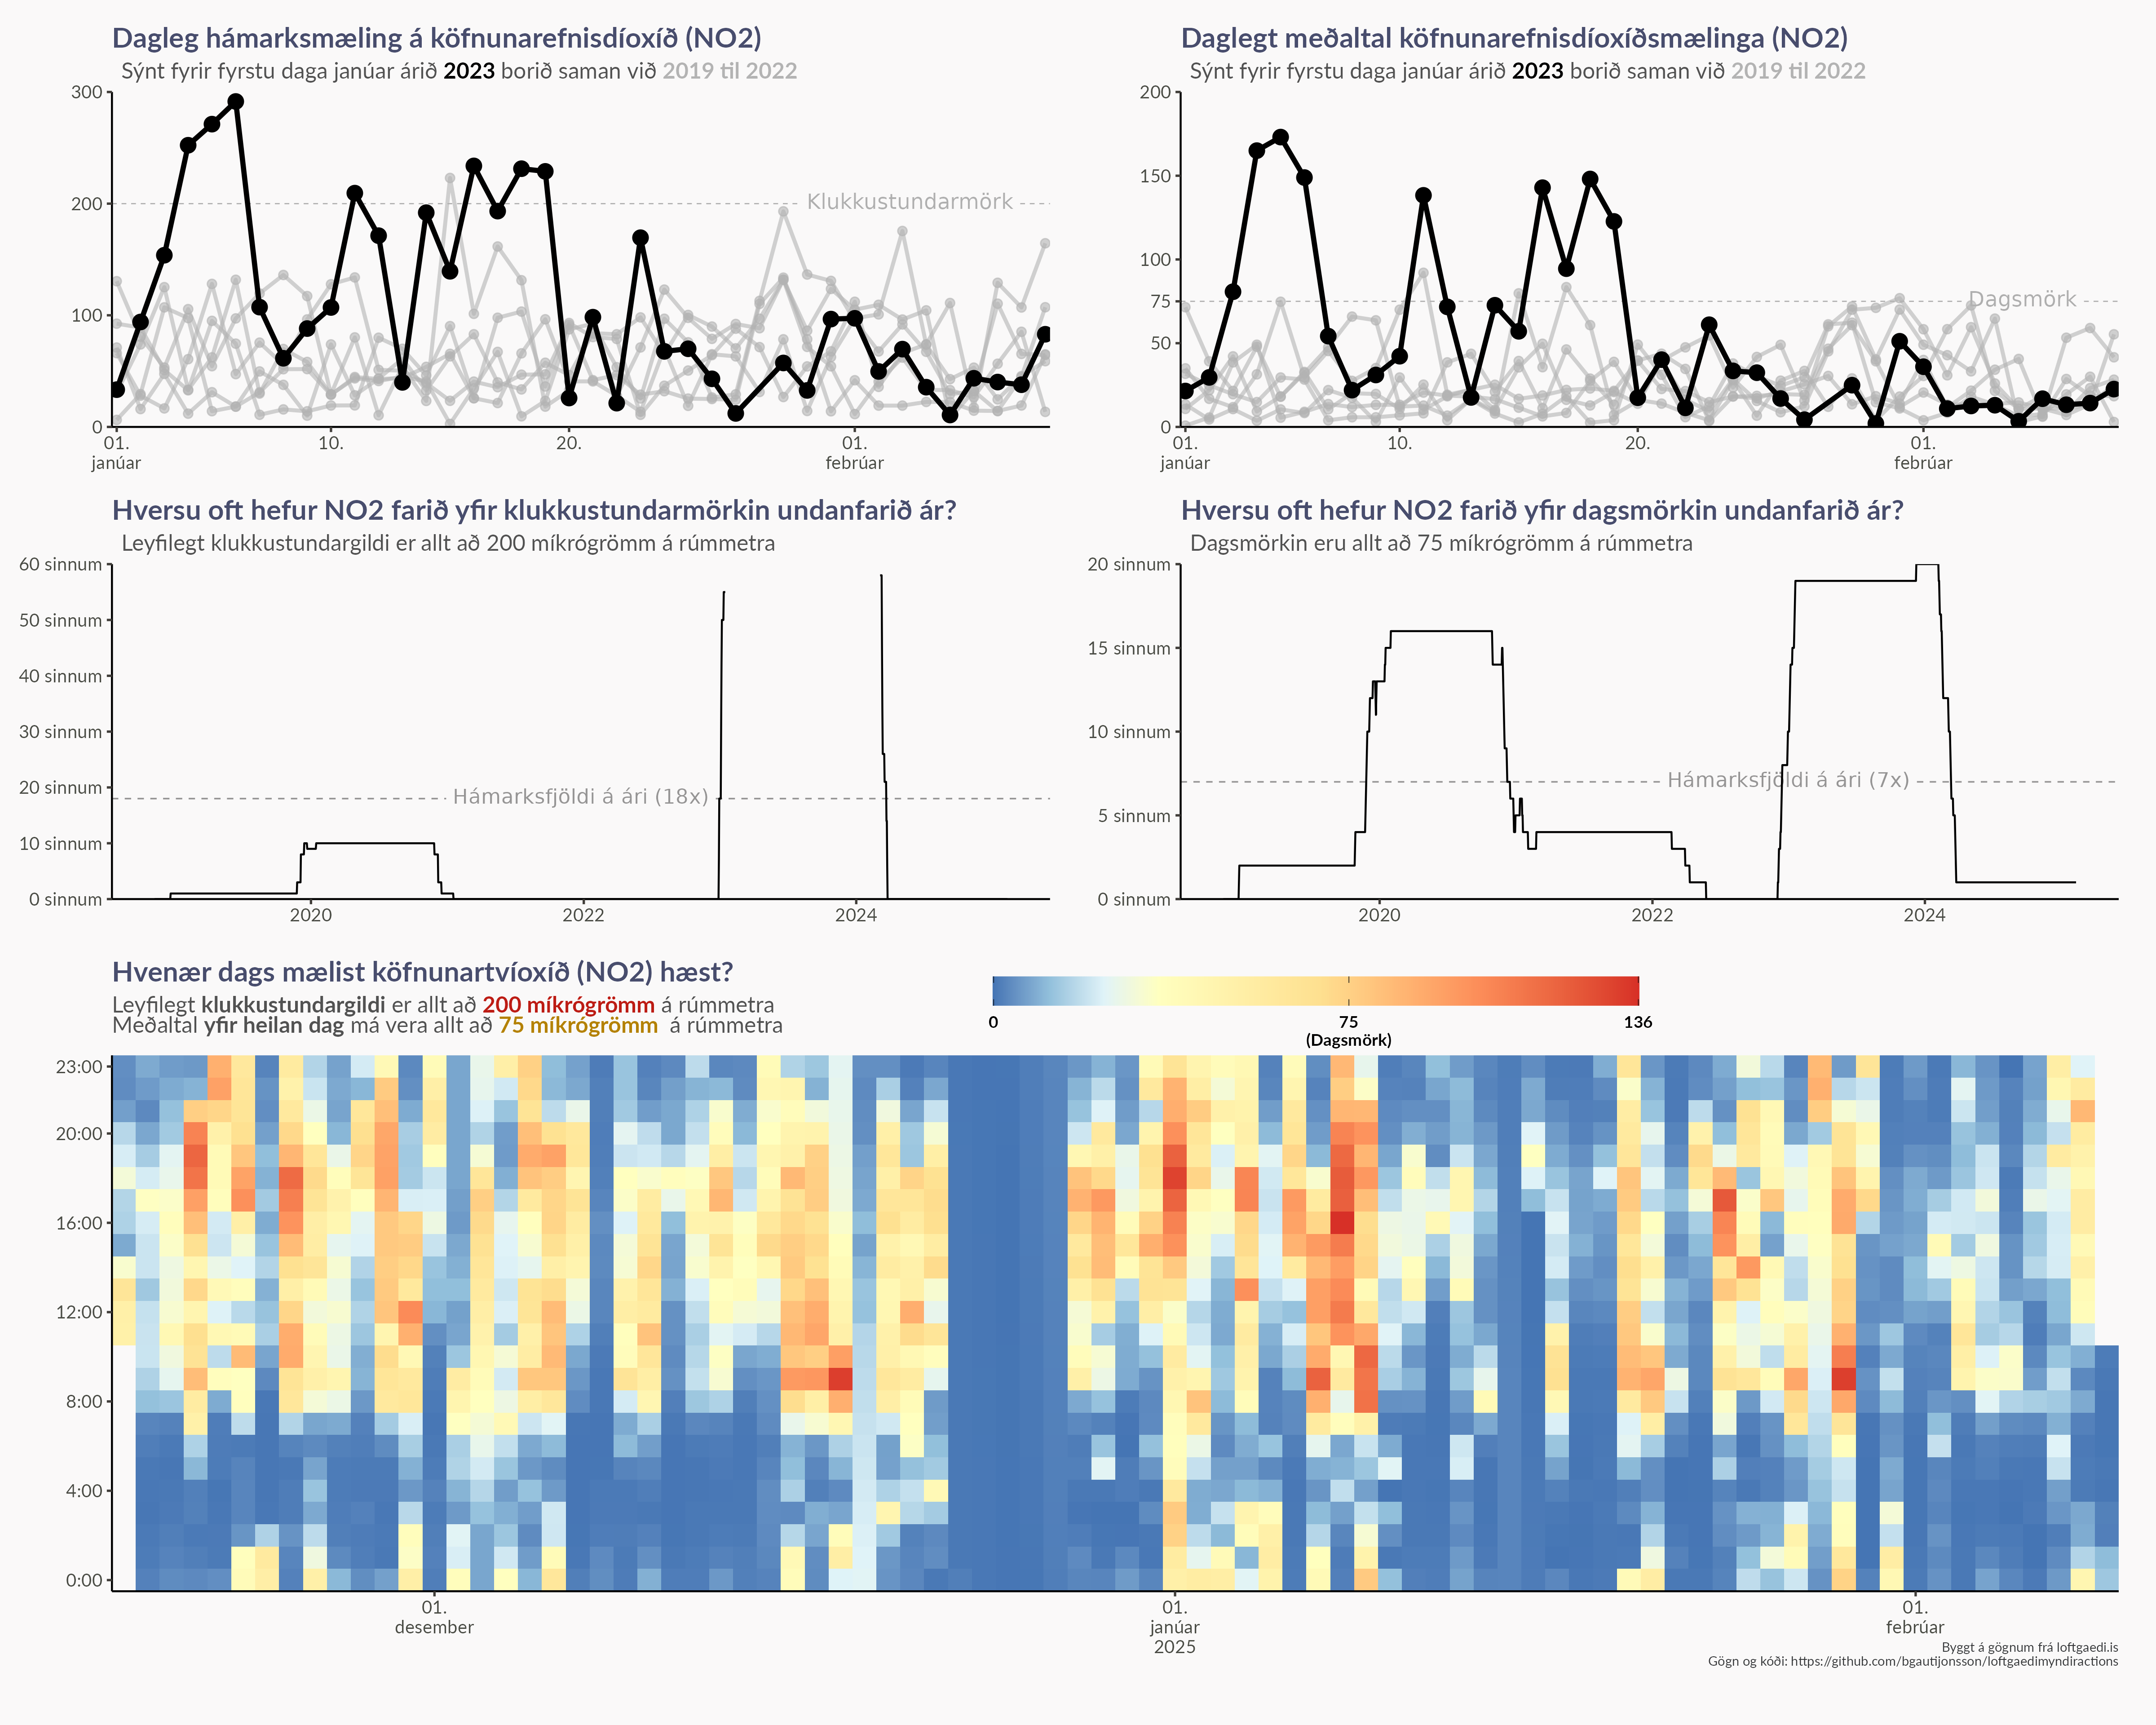 Dagleg hámarksmæling á köfnunarefnisdíoxíð (NO2)
Sýnt fyrir fyrstu daga janúar árið 2023 borið saman við 2019 til 2022
300
200
100
0
Klukkustundarmörk
01.
janúar
10.
20.
01.
febrúar
Daglegt meðaltal köfnunarefnisdíoxíðsmælinga (NO2)
Sýnt fyrir fyrstu daga janúar árið 2023 borið saman við 2019 til 2022
200
150
100
75
50
0
Dagsmörk
01.
janúar
10.
20.
01.
febrúar
Hversu oft hefur NO2 farið yfir klukkustundarmörkin undanfarið ár?
Leyfilegt klukkustundargildi er allt að 200 míkrógrömm á rúmmetra
60 sinnum
50 sinnum
40 sinnum
30 sinnum
20 sinnum
10 sinnum
0 sinnum
Hámarksfjöldi á ári (18x)
2020
2022
2024
Hversu oft hefur NO2 farið yfir dagsmörkin undanfarið ár?
Dagsmörkin eru allt að 75 míkrógrömm á rúmmetra
20 sinnum
15 sinnum
10 sinnum
5 sinnum
0 sinnum
Hámarksfjöldi á ári (7x)
2020
2022
2024
Hvenær dags mælist köfnunartvíoxíð (NO2) hæst?
Leyfilegt klukkustundargildi er allt að 200 míkrógrömm á rúmmetra
Meðaltal yfir heilan dag má vera allt að 75 míkrógrömm á rúmmetra
0
75
(Dagsmörk)
136
23:00
20:00
16:00
12:00
8:00
4:00
0:00
01.
desember
01.
janúar
2025
01.
febrúar
Byggt á gögnum frá loftgaedi.is
Gögn og kóði: https://github.com/bgautijonsson/loftgaedimyndiractions